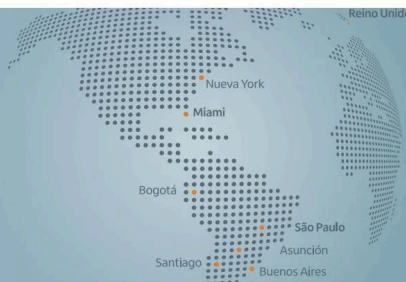 Reino Unido
Nueva York
Miami
Bogotá
São Paulo
Asunción
Santiago
Buenos Aires